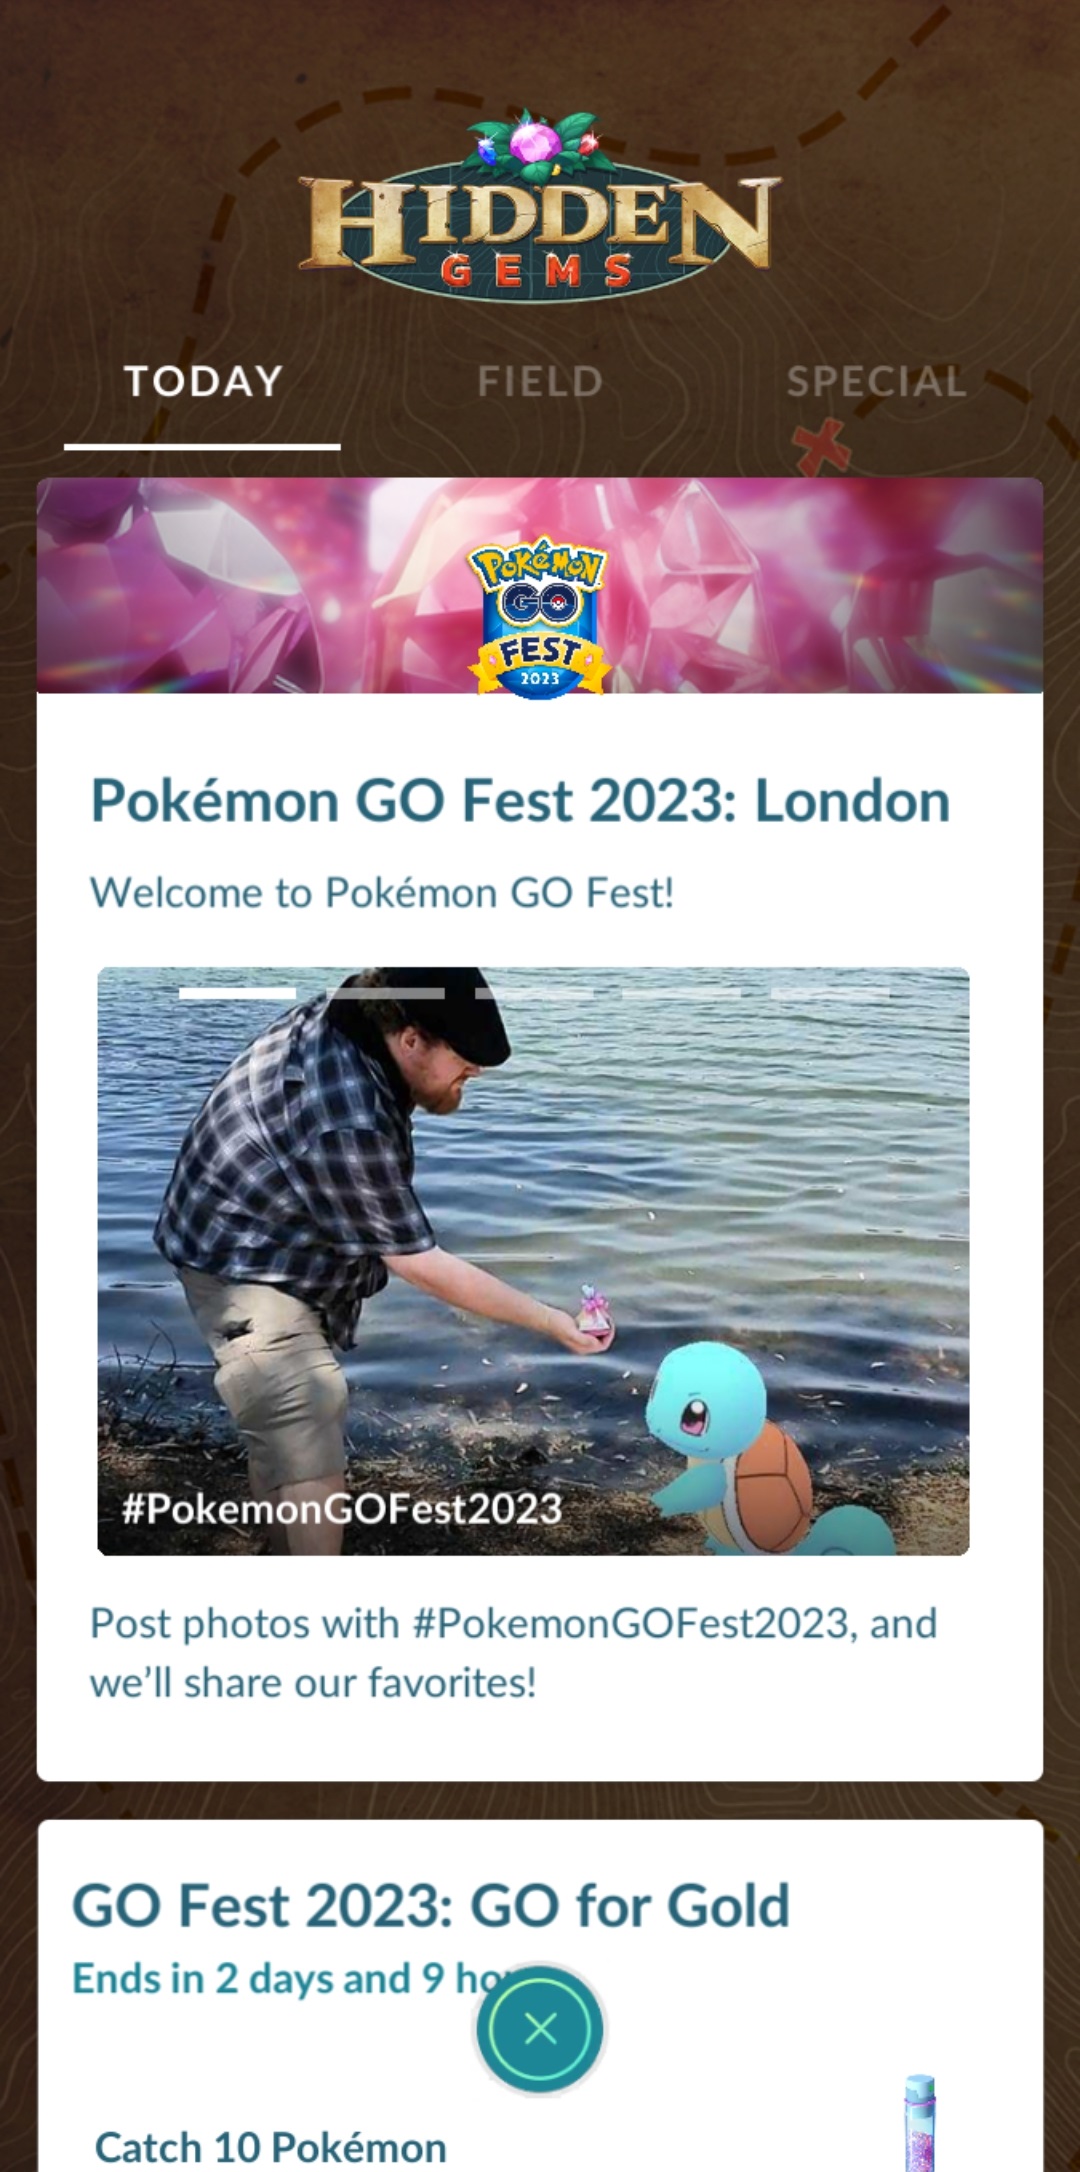 HIDDEN
GEMS
TODAY
FIELD
SPECIAL
POKÉMON
GO
FEST
2023
Pokémon GO Fest 2023: London
Welcome to Pokémon GO Fest!
#PokemonGOFest2023
Post photos with #PokemonGOFest2023, and
we’ll share our favorites!
GO Fest 2023: GO for Gold
Ends in 2 days and 9
Catch 10 Pokémon